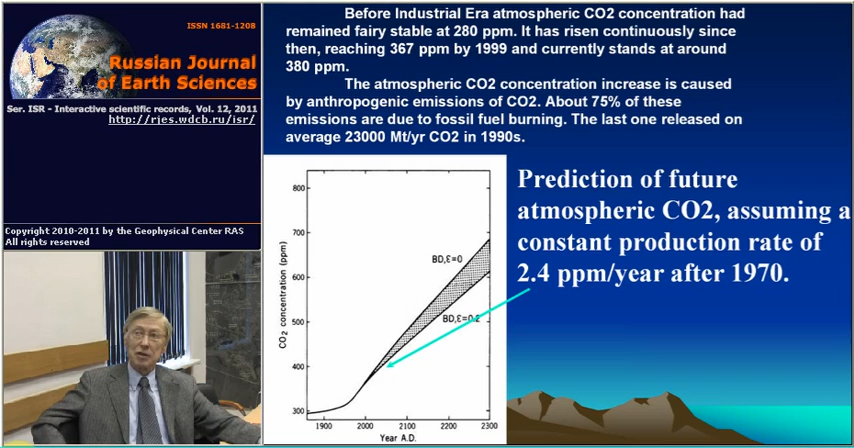 ISSN 1681-1208
Russian Journal
of Earth Sciences
Ser. ISR - Interactive scientific records, Vol. 12, 2011
http://rjes.wdcb.ru/isr/
Copyright 2010-2011 by the Geophysical Center RAS
All rights reserved
Before Industrial Era atmospheric CO2 concentration had
remained fairy stable at 280 ppm. It has risen continuously since
then, reaching 367 ppm by 1999 and currently stands at around
380 ppm.
The atmospheric CO2 concentration increase is caused
by anthropogenic emissions of CO2. About 75% of these
emissions are due to fossil fuel burning. The last one released on
average 23000 Mt/yr CO2 in 1990s.
Prediction of future
atmospheric CO2, assuming a
constant production rate of
2.4 ppm/year after 1970.
CO2 concentration (ppm)
800
700
600
500
400
300
BD,Ɛ=0
BD,Ɛ=0.2
1900
2000
2100
2200
2300
Year A.D.